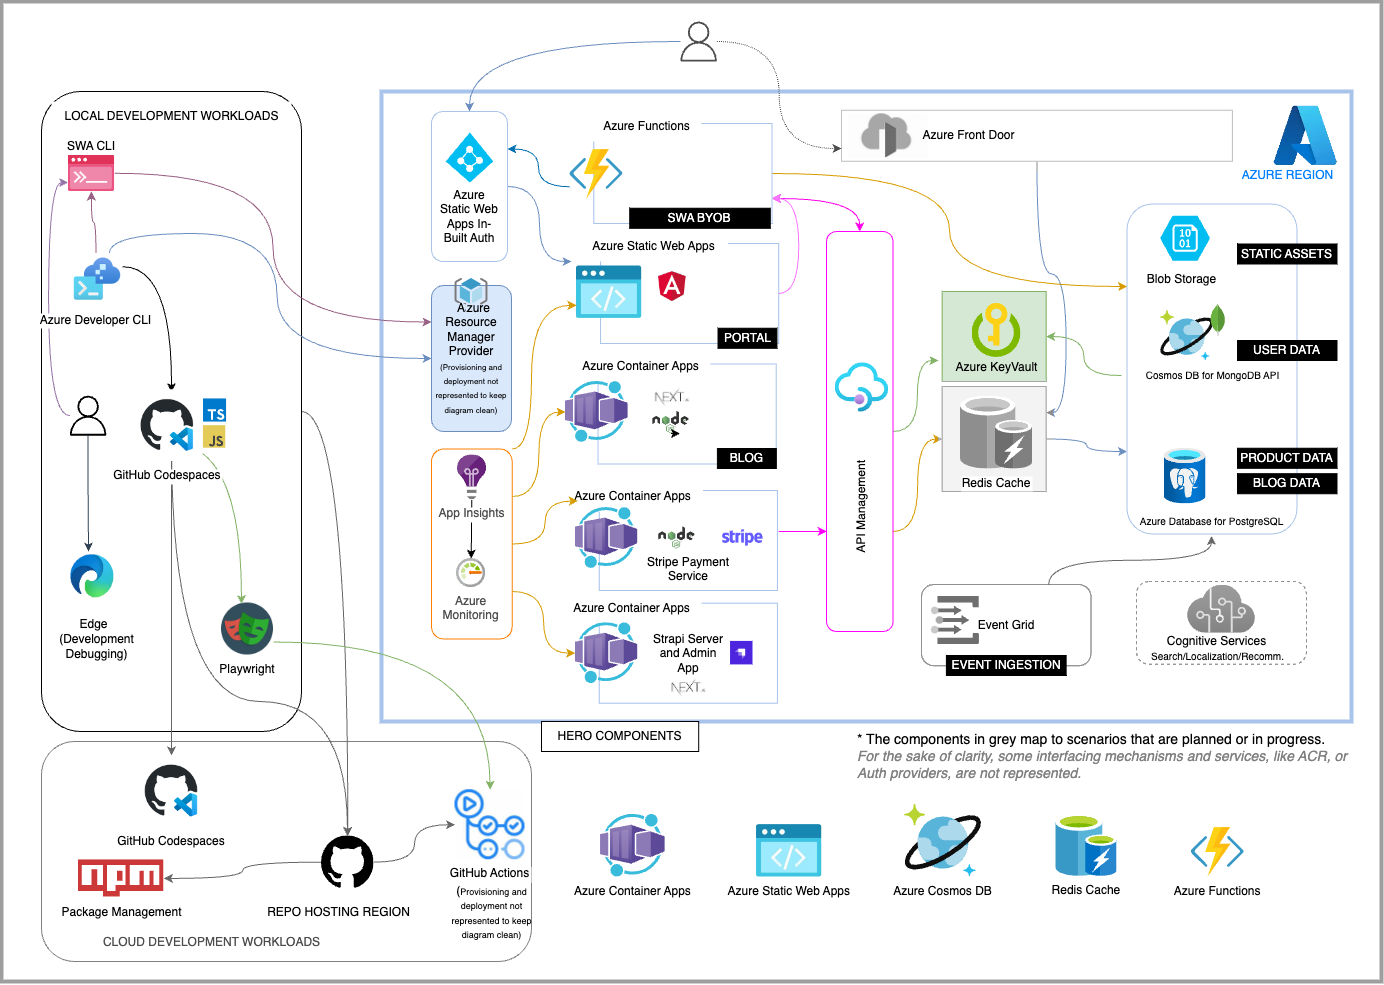 LOCAL DEVELOPMENT WORKLOADS
SWA CLI
Azure Developer CLI
TS
JS
GitHub Codespaces
Edge
(Development
Debugging)
Playwright
Azure
Static Web
Apps In-
Built Auth
Azure
Resource
Manager
Provider
(Provisioning and
deployment not
represented to keep
diagram clean)
App Insights
Azure
Monitoring
Azure Functions
SWA BYOB
Azure Static Web Apps
PORTAL
Azure Container Apps
NEXT.JS
node
JS
BLOG
Azure Container Apps
node
JS
stripe
Stripe Payment
Service
Azure Container Apps
Strapi Server
and Admin
App
NEXT.JS
API Management
Azure Front Door
AZURE REGION
Azure KeyVault
Redis Cache
10
01
Blob Storage
STATIC ASSETS
USER DATA
Cosmos DB for MongoDB API
PRODUCT DATA
BLOG DATA
Azure Database for PostgreSQL
Event Grid
EVENT INGESTION
Cognitive Services
Search/Localization/Recomm.
HERO COMPONENTS
* The components in grey map to scenarios that are planned or in progress.
For the sake of clarity, some interfacing mechanisms and services, like ACR, or
Auth providers, are not represented.
GitHub Codespaces
npm
Package Management
REPO HOSTING REGION
GitHub Actions
(Provisioning and
deployment not
represented to keep
diagram clean)
CLOUD DEVELOPMENT WORKLOADS
Azure Container Apps
Azure Static Web Apps
Azure Cosmos DB
Redis Cache
Azure Functions